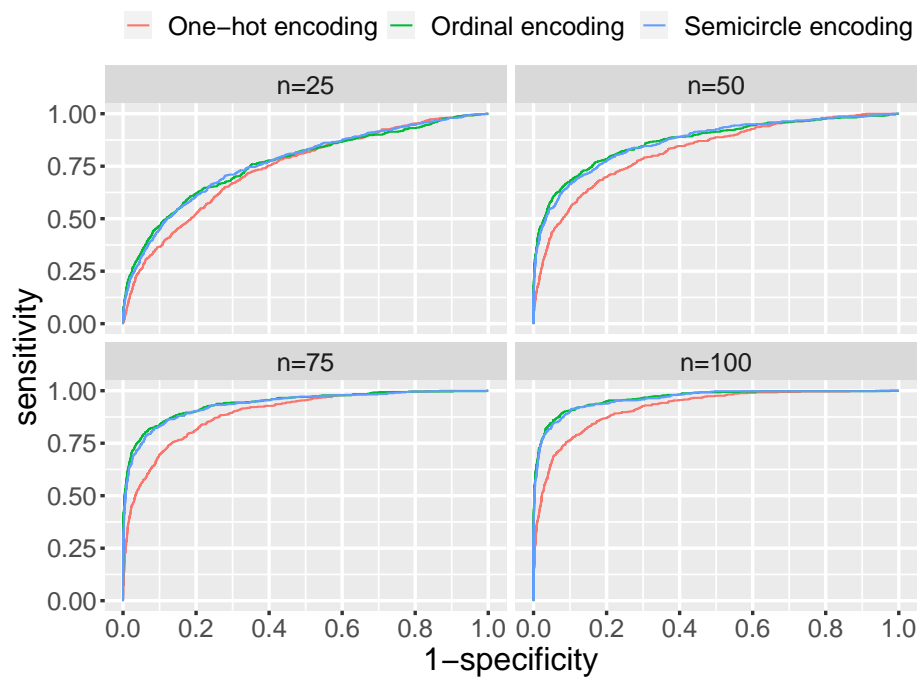 One−hot encoding Ordinal encoding Semicircle encoding
n=25 n=50
1.00
0.75
0.50
0.25
0.00
n=75 n=100
1.00
0.75
0.50
0.25
0.00
0.0 0.2 0.4 0.6 0.8 1.0 0.0 0.2 0.4 0.6 0.8 1.0
1−specificity
sensitivity